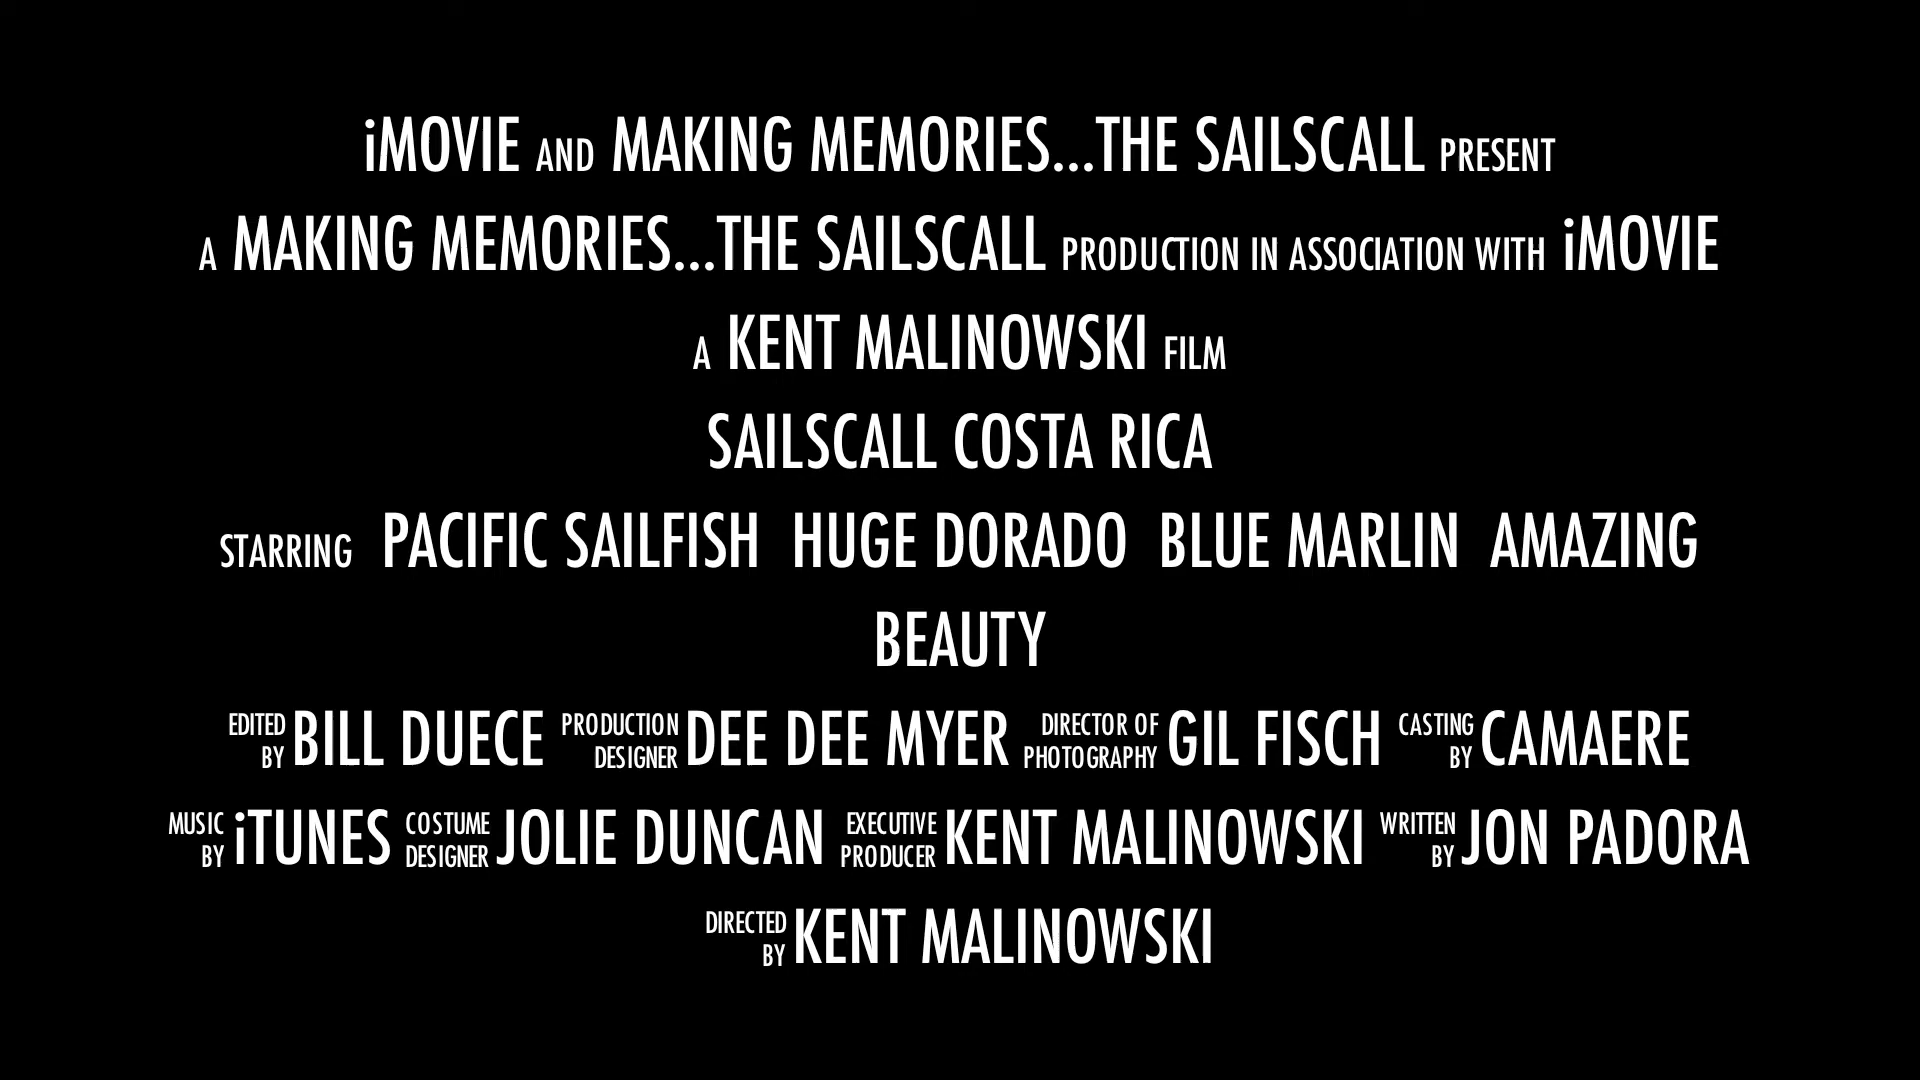 iMOVIE AND MAKING MEMORIES...THE SAILSCALL PRESENT
A MAKING MEMORIES...THE SAILSCALL PRODUCTION IN ASSOCIATION WITH iMOVIE
A KENT MALINOWSKI FILM
SAILSCALL COSTA RICA
STARRING PACIFIC SAILFISH HUGE DORADO BLUE MARLIN AMAZING
BEAUTY
EDITED BY BILL DUECE PRODUCTION DESIGNER DEE DEE MYER DIRECTOR OF PHOTOGRAPHY GIL FISCH CASTING BY CAMAERE
MUSIC BY iTUNES COSTUME DESIGNER JOLIE DUNCAN EXECUTIVE PRODUCER KENT MALINOWSKI WRITTEN BY JON PADORA
DIRECTED BY KENT MALINOWSKI